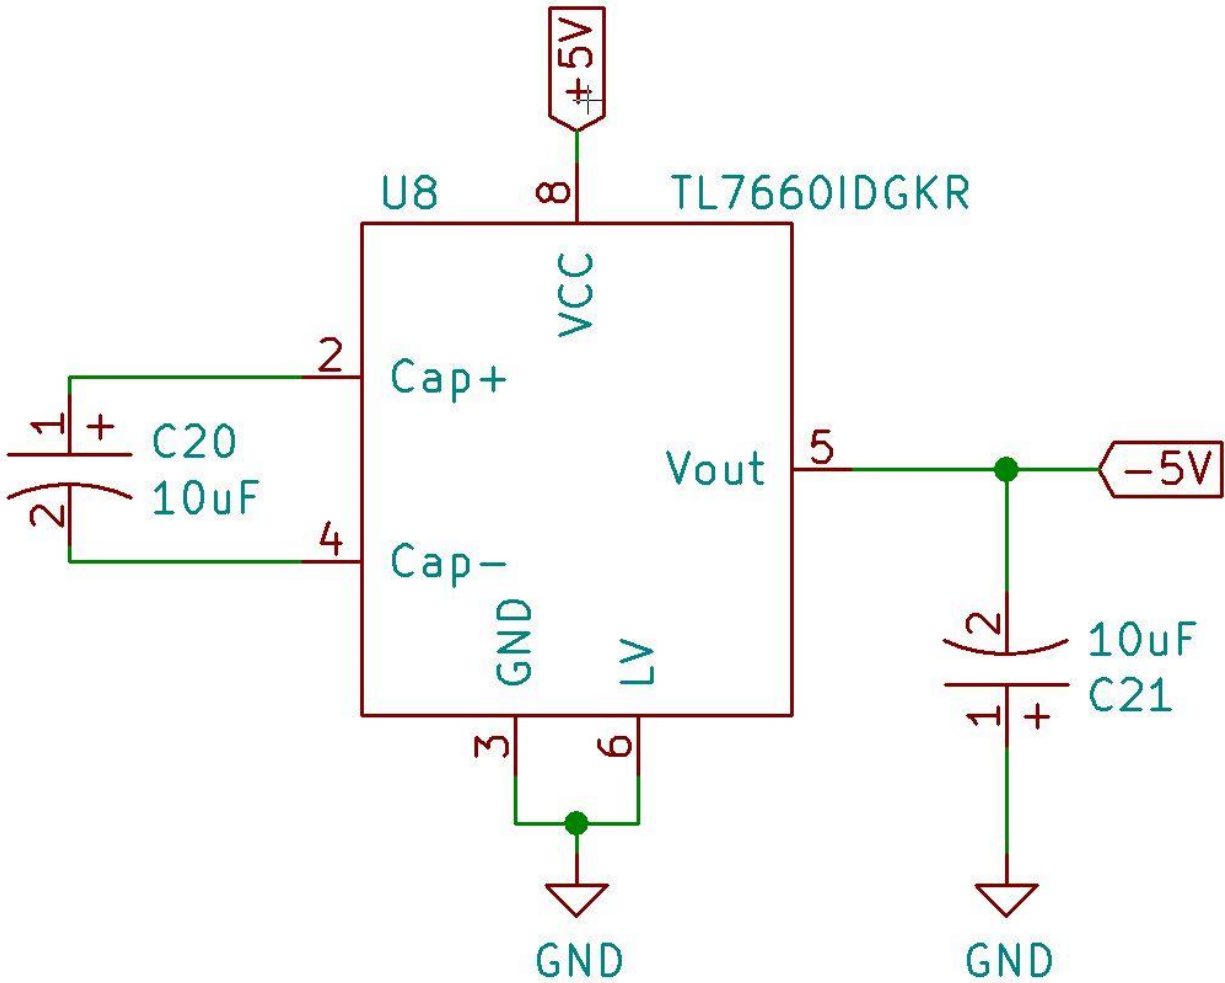 +5V
U8
8
TL7660IDGKR
VCC
2
Cap+
1
+
C20
10uF
2
4
Cap-
Vout
5
-5V
GND
LV
3
6
2
10uF
C21
1
+
GND
GND